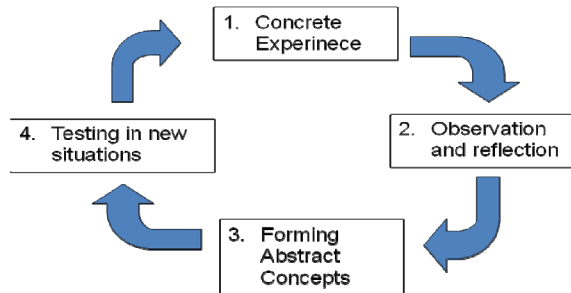 1. Concrete
Experinece
2. Observation
and reflection
3. Forming
Abstract
Concepts
4. Testing in new
situations